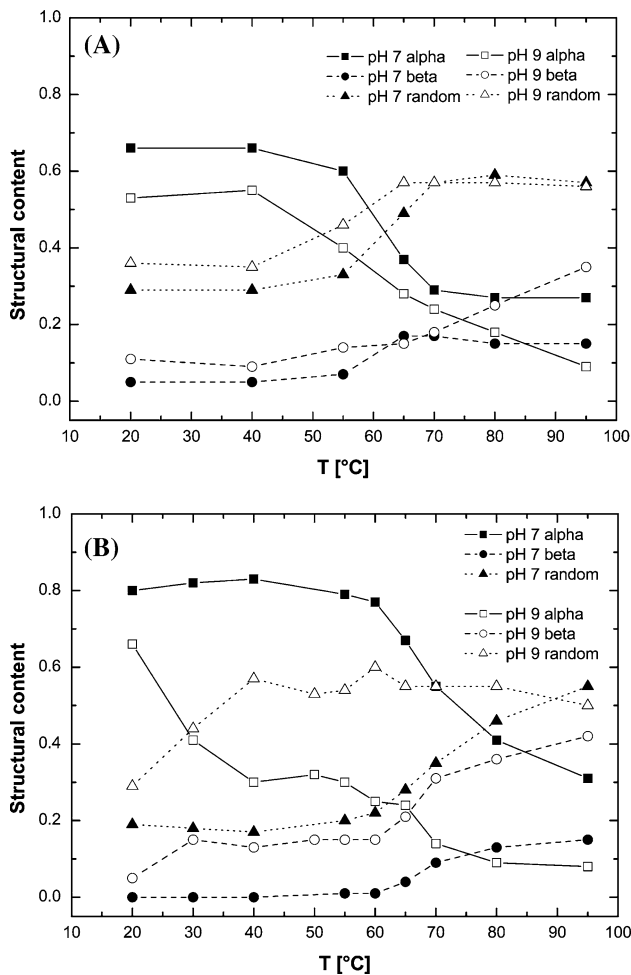 (A)
pH 7 alpha
pH 9 alpha
pH 7 beta
pH 9 beta
pH 7 random
pH 9 random
1.0
0.8
0.6
0.4
0.2
0.0
Structural content
10 20 30 40 50 60 70 80 90 100
T [°C]
(B)
pH 7 alpha
pH 7 beta
pH 7 random
pH 9 alpha
pH 9 beta
pH 9 random
1.0
0.8
0.6
0.4
0.2
0.0
Structural content
10 20 30 40 50 60 70 80 90 100
T [°C]